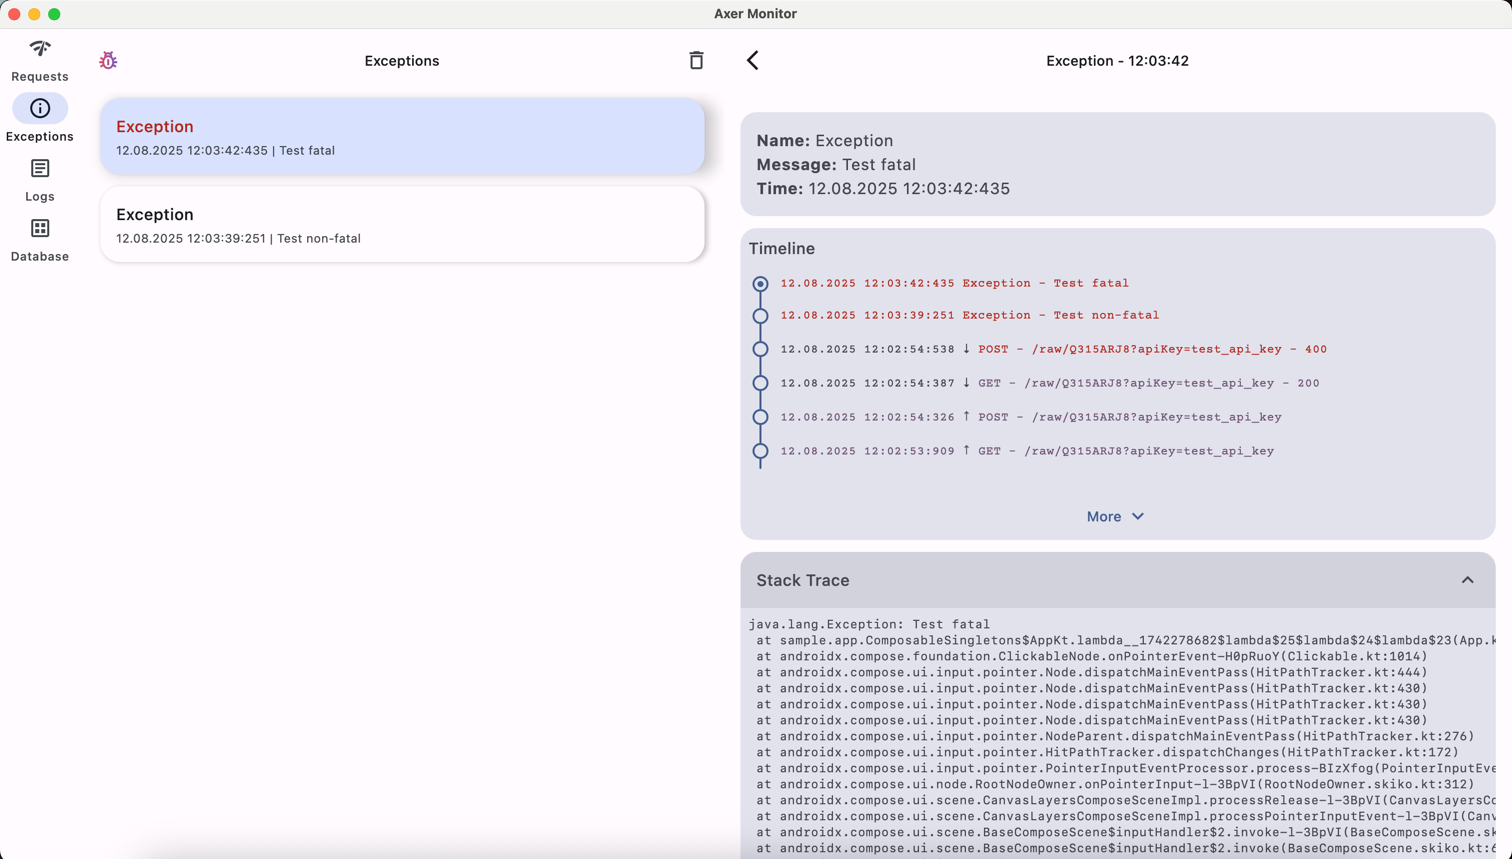 Axer Monitor
Requests
Exceptions
Logs
Database
Exceptions
Exception
12.08.2025 12:03:42:435 | Test fatal
Exception
12.08.2025 12:03:39:251 | Test non-fatal
Exception - 12:03:42
Name: Exception
Message: Test fatal
Time: 12.08.2025 12:03:42:435
Timeline
12.08.2025 12:03:42:435 Exception - Test fatal
12.08.2025 12:03:39:251 Exception - Test non-fatal
12.08.2025 12:02:54:538 ↓ POST - /raw/Q315ARJ8?apiKey=test_api_key - 400
12.08.2025 12:02:54:387 ↓ GET - /raw/Q315ARJ8?apiKey=test_api_key - 200
12.08.2025 12:02:54:326 ↑ POST - /raw/Q315ARJ8?apiKey=test_api_key
12.08.2025 12:02:53:909 ↑ GET - /raw/Q315ARJ8?apiKey=test_api_key
More
Stack Trace
java.lang.Exception: Test fatal
at sample.app.ComposableSingletons$AppKt.lambda__1742278682$lambda$25$lambda$24$lambda$23(App.k
at androidx.compose.foundation.ClickableNode.onPointerEvent-H0pRuoY(Clickable.kt:1014)
at androidx.compose.ui.input.pointer.Node.dispatchMainEventPass(HitPathTracker.kt:444)
at androidx.compose.ui.input.pointer.Node.dispatchMainEventPass(HitPathTracker.kt:430)
at androidx.compose.ui.input.pointer.Node.dispatchMainEventPass(HitPathTracker.kt:430)
at androidx.compose.ui.input.pointer.Node.dispatchMainEventPass(HitPathTracker.kt:430)
at androidx.compose.ui.input.pointer.NodeParent.dispatchMainEventPass(HitPathTracker.kt:276)
at androidx.compose.ui.input.pointer.HitPathTracker.dispatchChanges(HitPathTracker.kt:172)
at androidx.compose.ui.input.pointer.PointerInputEventProcessor.process-BIzXfog(PointerInputEve
at androidx.compose.ui.node.RootNodeOwner.onPointerInput-l-3BpVI(RootNodeOwner.skiko.kt:312)
at androidx.compose.ui.scene.CanvasLayersComposeSceneImpl.processRelease-l-3BpVI(CanvasLayersCo
at androidx.compose.ui.scene.CanvasLayersComposeSceneImpl.processPointerInputEvent-l-3BpVI(Canv
at androidx.compose.ui.scene.BaseComposeScene$inputHandler$2.invoke-l-3BpVI(BaseComposeScene.sk
at androidx.compose.ui.scene.BaseComposeScene$inputHandler$2.invoke(BaseComposeScene.skiko.kt:6